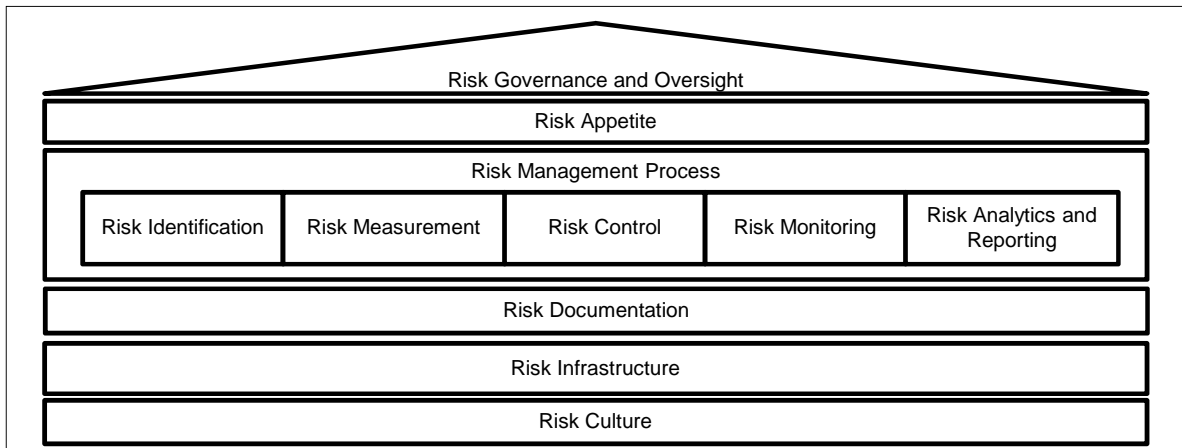 Risk Governance and Oversight
Risk Appetite
Risk Management Process
Risk Identification
Risk Measurement
Risk Control
Risk Monitoring
Risk Analytics and
Reporting
Risk Documentation
Risk Infrastructure
Risk Culture